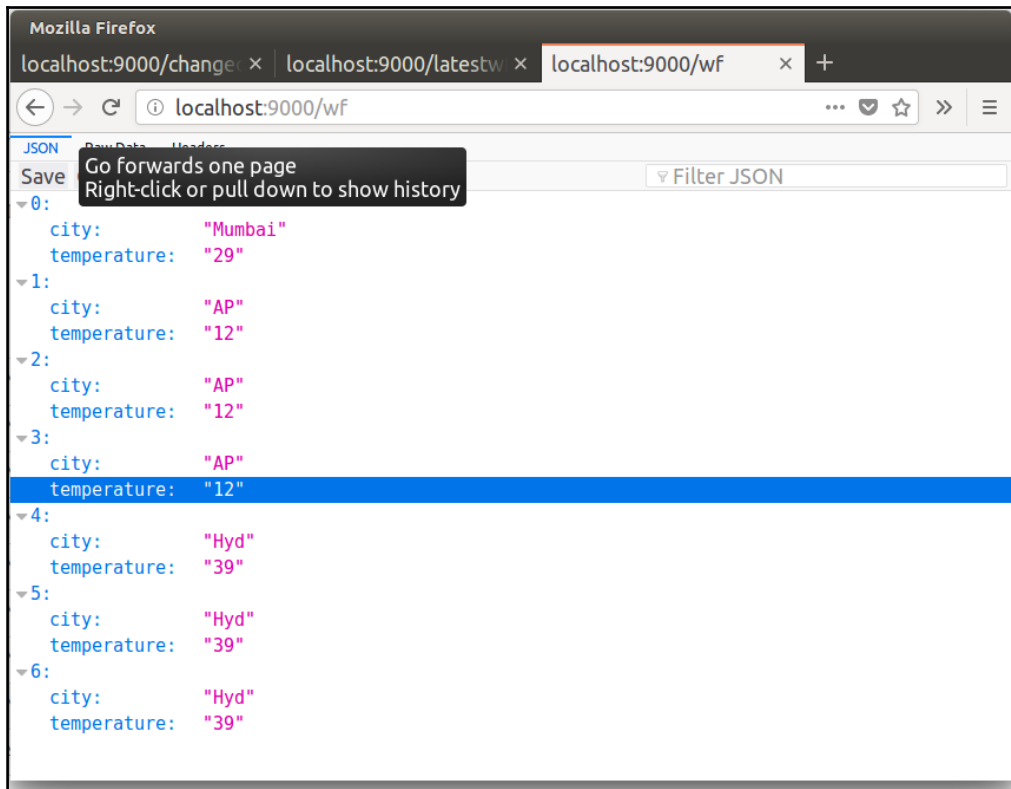 Mozilla Firefox
localhost:9000/change
localhost:9000/latestw
localhost:9000/wf
localhost:9000/wf
JSON Raw Data Headers
Go forwards one page
Right-click or pull down to show history
Save
Filter JSON
0:
city: "Mumbai"
temperature: "29"
1:
city: "AP"
temperature: "12"
2:
city: "AP"
temperature: "12"
3:
city: "AP"
temperature: "12"
4:
city: "Hyd"
temperature: "39"
5:
city: "Hyd"
temperature: "39"
6:
city: "Hyd"
temperature: "39"